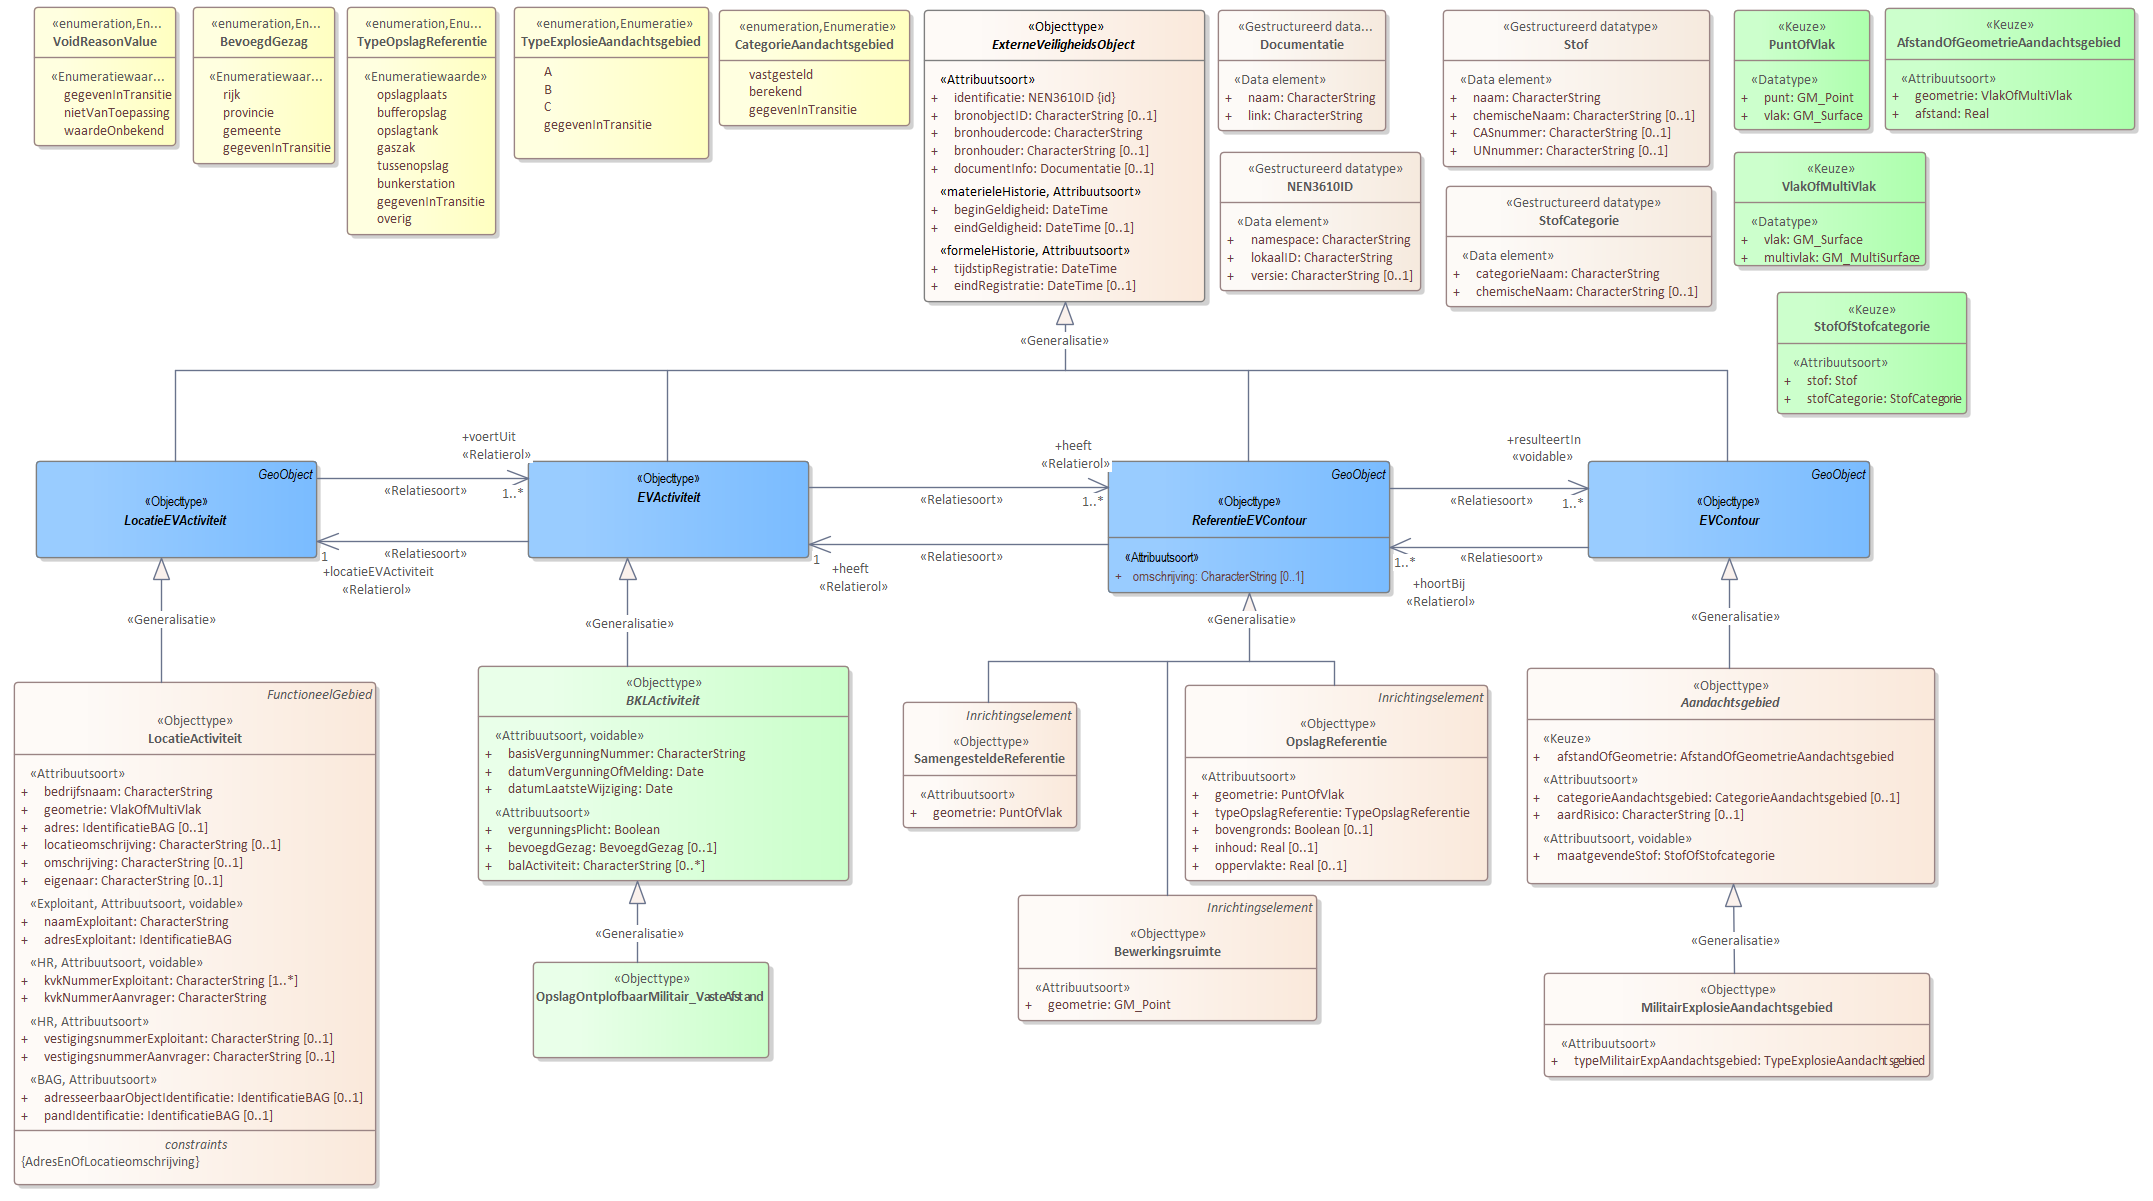 «enumeration,En...
VoidReasonValue
«Enumeratiewaar...
gegevenInTransitie
nietVanToepassing
waardeOnbekend
«enumeration,En...
BevoegdGezag
«Enumeratiewaar...
rijk
provincie
gemeente
gegevenInTransitie
«enumeration,Enu...
TypeOpslagReferentie
«Enumeratiewaarde»
opslagplaats
bufferopslag
opslagtank
gaszak
tussenopslag
bunkerstation
gegevenInTransitie
overig
«enumeration,Enumeratie»
TypeExplosieAandachtsgebied
A
B
C
gegevenInTransitie
«enumeration,Enumeratie»
CategorieAandachtsgebied
vastgesteld
berekend
gegevenInTransitie
«Objecttype»
ExterneVeiligheidsObject
«Attribuutsoort»
+ identificatie: NEN3610ID {id}
+ bronobjectID: CharacterString [0..1]
+ bronhoudercode: CharacterString
+ bronhouder: CharacterString [0..1]
+ documentInfo: Documentatie [0..1]
«materieleHistorie, Attribuutsoort»
+ beginGeldigheid: DateTime
+ eindGeldigheid: DateTime [0..1]
«formeleHistorie, Attribuutsoort»
+ tijdstipRegistratie: DateTime
+ eindRegistratie: DateTime [0..1]
«Gestructureerd data...
Documentatie
«Data element»
+ naam: CharacterString
+ link: CharacterString
«Gestructureerd datatype»
NEN3610ID
«Data element»
+ namespace: CharacterString
+ lokaalID: CharacterString
+ versie: CharacterString [0..1]
«Gestructureerd datatype»
Stof
«Data element»
+ naam: CharacterString
+ chemischeNaam: CharacterString [0..1]
+ CASnummer: CharacterString [0..1]
+ UNnummer: CharacterString [0..1]
«Gestructureerd datatype»
StofCategorie
«Data element»
+ categorieNaam: CharacterString
+ chemischeNaam: CharacterString [0..1]
«Keuze»
PuntOfVlak
«Datatype»
+ punt: GM_Point
+ vlak: GM_Surface
«Keuze»
AfstandOfGeometrieAandachtsgebied
«Attribuutsoort»
+ geometrie: VlakOfMultiVlak
+ afstand: Real
«Keuze»
VlakOfMultiVlak
«Datatype»
+ vlak: GM_Surface
+ multivlak: GM_MultiSurface
«Keuze»
StofOfStofcategorie
«Attribuutsoort»
+ stof: Stof
+ stofCategorie: StofCategorie
«Generalisatie»
GeoObject
«Objecttype»
LocatieEVActiviteit
+voertUit
«Relatierol»
«Relatiesoort»
1..*
«Relatiesoort»
1
+locatieEVActiviteit
«Relatierol»
«Objecttype»
EVActiviteit
+heeft
«Relatierol»
«Relatiesoort»
1..*
«Relatiesoort»
1
+heeft
«Relatierol»
GeoObject
«Objecttype»
ReferentieEVContour
«Attribuutsoort»
+ omschrijving: CharacterString [0..1]
+resulteertIn
«voidable»
«Relatiesoort»
1..*
«Relatiesoort»
1..*
+hoortBij
«Relatierol»
GeoObject
«Objecttype»
EVContour
«Generalisatie»
«Generalisatie»
«Generalisatie»
«Generalisatie»
FunctioneelGebied
«Objecttype»
LocatieActiviteit
«Attribuutsoort»
+ bedrijfsnaam: CharacterString
+ geometrie: VlakOfMultiVlak
+ adres: IdentificatieBAG [0..1]
+ locatieomschrijving: CharacterString [0..1]
+ omschrijving: CharacterString [0..1]
+ eigenaar: CharacterString [0..1]
«Exploitant, Attribuutsoort, voidable»
+ naamExploitant: CharacterString
+ adresExploitant: IdentificatieBAG
«HR, Attribuutsoort, voidable»
+ kvkNummerExploitant: CharacterString [1..*]
+ kvkNummerAanvrager: CharacterString
«HR, Attribuutsoort»
+ vestigingsnummerExploitant: CharacterString [0..1]
+ vestigingsnummerAanvrager: CharacterString [0..1]
«BAG, Attribuutsoort»
+ adresseerbaarObjectIdentificatie: IdentificatieBAG [0..1]
+ pandIdentificatie: IdentificatieBAG [0..1]
constraints
{AdresEnOfLocatieomschrijving}
«Objecttype»
BKLActiviteit
«Attribuutsoort, voidable»
+ basisVergunningNummer: CharacterString
+ datumVergunningOfMelding: Date
+ datumLaatsteWijziging: Date
«Attribuutsoort»
+ vergunningsPlicht: Boolean
+ bevoegdGezag: BevoegdGezag [0..1]
+ balActiviteit: CharacterString [0..*]
«Generalisatie»
«Objecttype»
OpslagOntplofbaarMilitair_VasteAfstand
Inrichtingselement
«Objecttype»
SamengesteldeReferentie
«Attribuutsoort»
+ geometrie: PuntOfVlak
Inrichtingselement
«Objecttype»
OpslagReferentie
«Attribuutsoort»
+ geometrie: PuntOfVlak
+ typeOpslagReferentie: TypeOpslagReferentie
+ bovengronds: Boolean [0..1]
+ inhoud: Real [0..1]
+ oppervlakte: Real [0..1]
Inrichtingselement
«Objecttype»
Bewerkingsruimte
«Attribuutsoort»
+ geometrie: GM_Point
«Objecttype»
Aandachtsgebied
«Keuze»
+ afstandOfGeometrie: AfstandOfGeometrieAandachtsgebied
«Attribuutsoort»
+ categorieAandachtsgebied: CategorieAandachtsgebied [0..1]
+ aardRisico: CharacterString [0..1]
«Attribuutsoort, voidable»
+ maatgevendeStof: StofOfStofcategorie
«Generalisatie»
«Objecttype»
MilitairExplosieAandachtsgebied
«Attribuutsoort»
+ typeMilitairExpAandachtsgebied: TypeExplosieAandachtsgebied